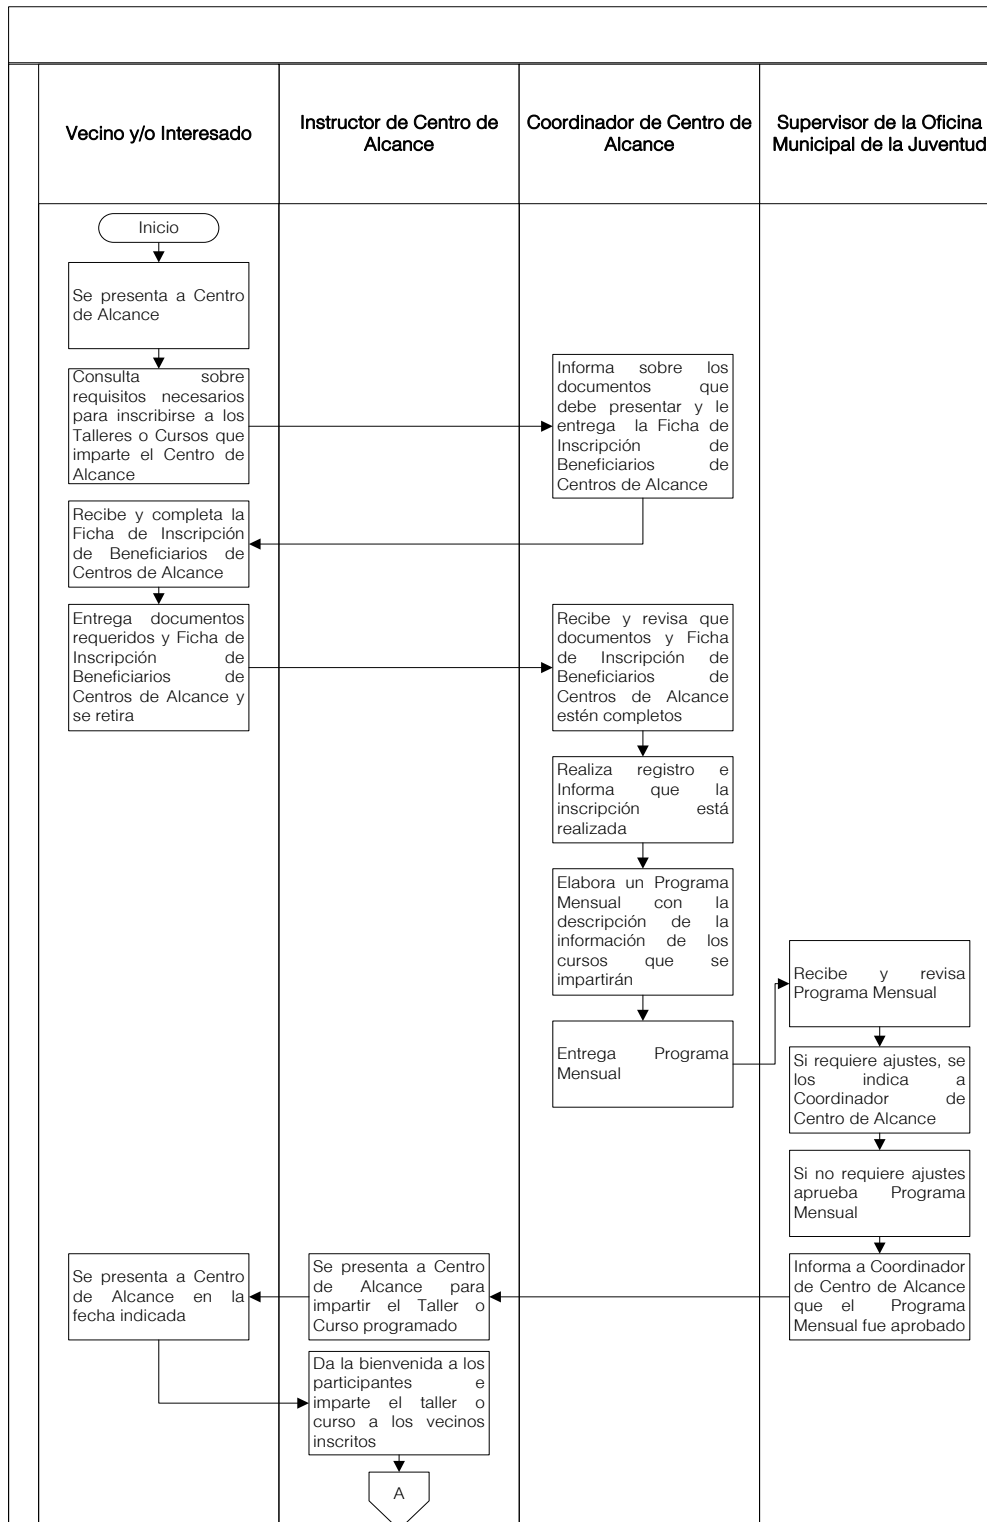 Vecino y/o Interesado
Instructor de Centro de
Alcance
Coordinador de Centro de
Alcance
Supervisor de la Oficina
Municipal de la Juventud
Inicio
Se presenta a Centro
de Alcance
Consulta sobre
requisitos necesarios
para inscribirse a los
Talleres o Cursos que
imparte el Centro de
Alcance
Informa sobre los
documentos que
debe presentar y le
entrega la Ficha de
Inscripción de
Beneficiarios de
Centros de Alcance
Recibe y completa la
Ficha de Inscripción
de Beneficiarios de
Centros de Alcance
Entrega documentos
requeridos y Ficha de
Inscripción de
Beneficiarios de
Centros de Alcance y
se retira
Recibe y revisa que
documentos y Ficha
de Inscripción de
Beneficiarios de
Centros de Alcance
estén completos
Realiza registro e
Informa que la
inscripción está
realizada
Elabora un Programa
Mensual con la
descripción de la
información de los
cursos que se
impartirán
Entrega Programa
Mensual
Recibe y revisa
Programa Mensual
Si requiere ajustes, se
los indica a
Coordinador de
Centro de Alcance
Si no requiere ajustes
aprueba Programa
Mensual
Informa a Coordinador
de Centro de Alcance
que el Programa
Mensual fue aprobado
Se presenta a Centro
de Alcance para
impartir el Taller o
Curso programado
Se presenta a Centro
de Alcance en la
fecha indicada
Da la bienvenida a los
participantes e
imparte el taller o
curso a los vecinos
inscritos
A